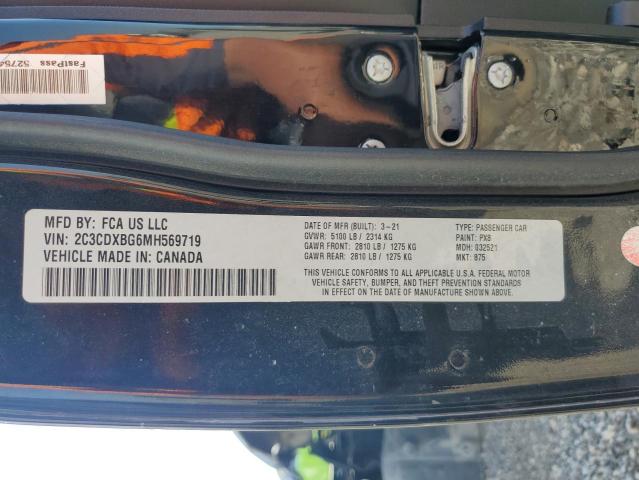 FastPass 52754
MFD BY: FCA US LLC
VIN: 2C3CDXBG6MH569719
VEHICLE MADE IN: CANADA
DATE OF MFR (BUILT): 3-21
GVWR: 5100 LB / 2314 KG
GAWR FRONT: 2810 LB / 1275 KG
GAWR REAR: 2810 LB / 1275 KG
TYPE: PASSENGER CAR
PAINT: PX8
MDH: 032521
MKT: 875
THIS VEHICLE CONFORMS TO ALL APPLICABLE U.S.A. FEDERAL MOTOR
VEHICLE SAFETY, BUMPER, AND THEFT PREVENTION STANDARDS
IN EFFECT ON THE DATE OF MANUFACTURE SHOWN ABOVE.